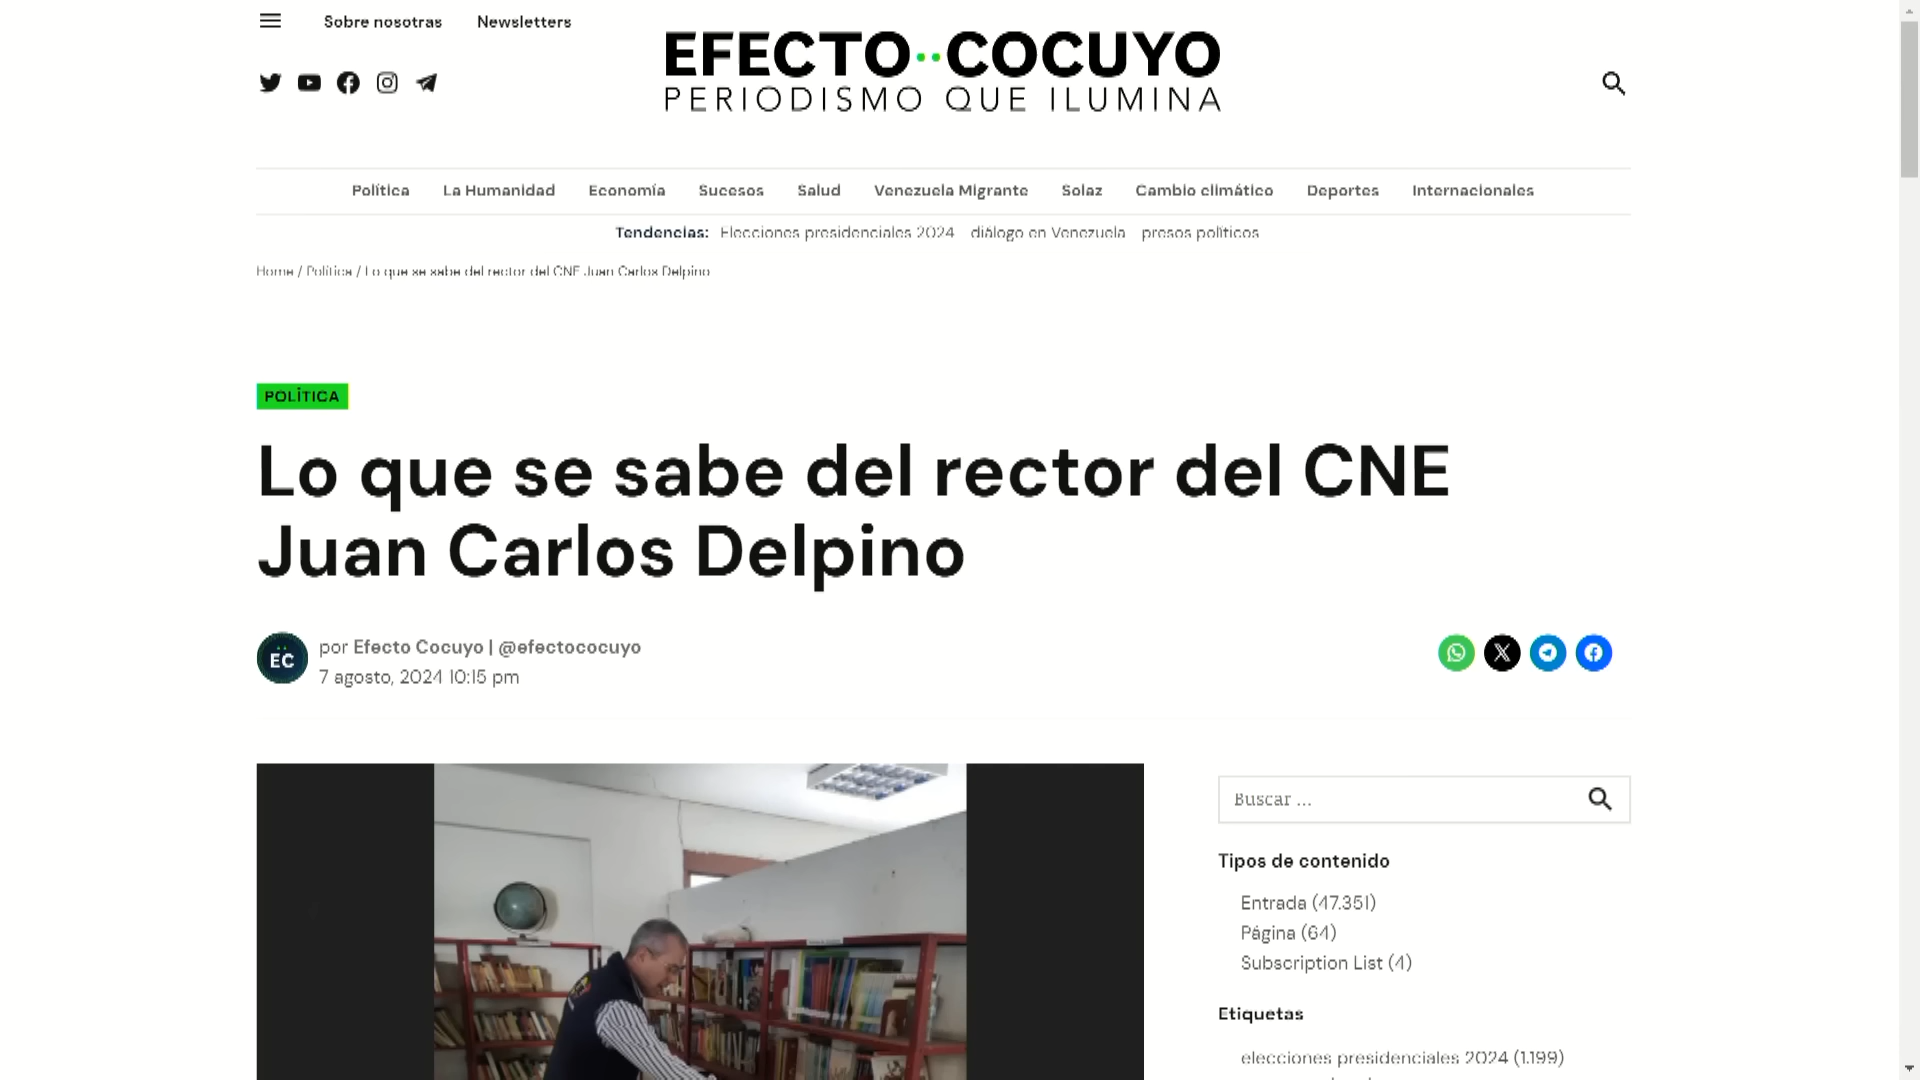 Sobre nosotras Newsletters
EFECTO··COCUYO
PERIODISMO QUE ILUMINA
Política La Humanidad Economía Sucesos Salud Venezuela Migrante Solaz Cambio climático Deportes Internacionales
Tendencias: Elecciones presidenciales 2024 diálogo en Venezuela presos políticos
Home / Política / Lo que se sabe del rector del CNE Juan Carlos Delpino
POLÍTICA
Lo que se sabe del rector del CNE
Juan Carlos Delpino
EC
por Efecto Cocuyo | @efectococuyo
7 agosto, 2024 10:15 pm
Buscar ...
Tipos de contenido
Entrada (47.351)
Página (64)
Subscription List (4)
Etiquetas
elecciones presidenciales 2024 (1.199)